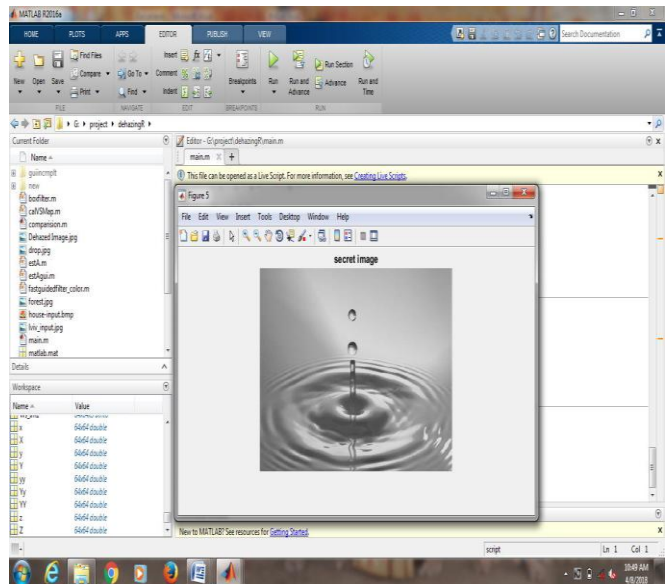 MATLAB R2016a
HOME PLOTS APPS EDITOR PUBLISH VIEW
Search Documentation
New Open Save
Find Files
Compare
Print
Go To
Find
Insert
Comment
Indent
Breakpoints
Run
Run and Advance
Run Section
Advance
Run and Time
FILE NAVIGATE EDIT BREAKPOINTS RUN
G: ▸ project ▸ dehazingR ▸
Current Folder
Name
guiincmplt
new
boxfilter.m
calVSMap.m
comparision.m
Dehazed Image.jpg
drop.jpg
estA.m
estAgui.m
fastguidedfilter_color.m
forest.jpg
house-input.bmp
lviv_input.jpg
main.m
matlab.mat
Details
Workspace
Name Value
x 64x64 double
X 64x64 double
y 64x64 double
Y 64x64 double
yy 64x64 double
Yy 64x64 double
YY 64x64 double
z 64x64 double
Z 64x64 double
Editor - G:\project\dehazingR\main.m
main.m
This file can be opened as a Live Script. For more information, see Creating Live Scripts.
Figure 5
File Edit View Insert Tools Desktop Window Help
secret image
New to MATLAB? See resources for Getting Started.
script Ln 1 Col 1
10:49 AM
4/8/2018